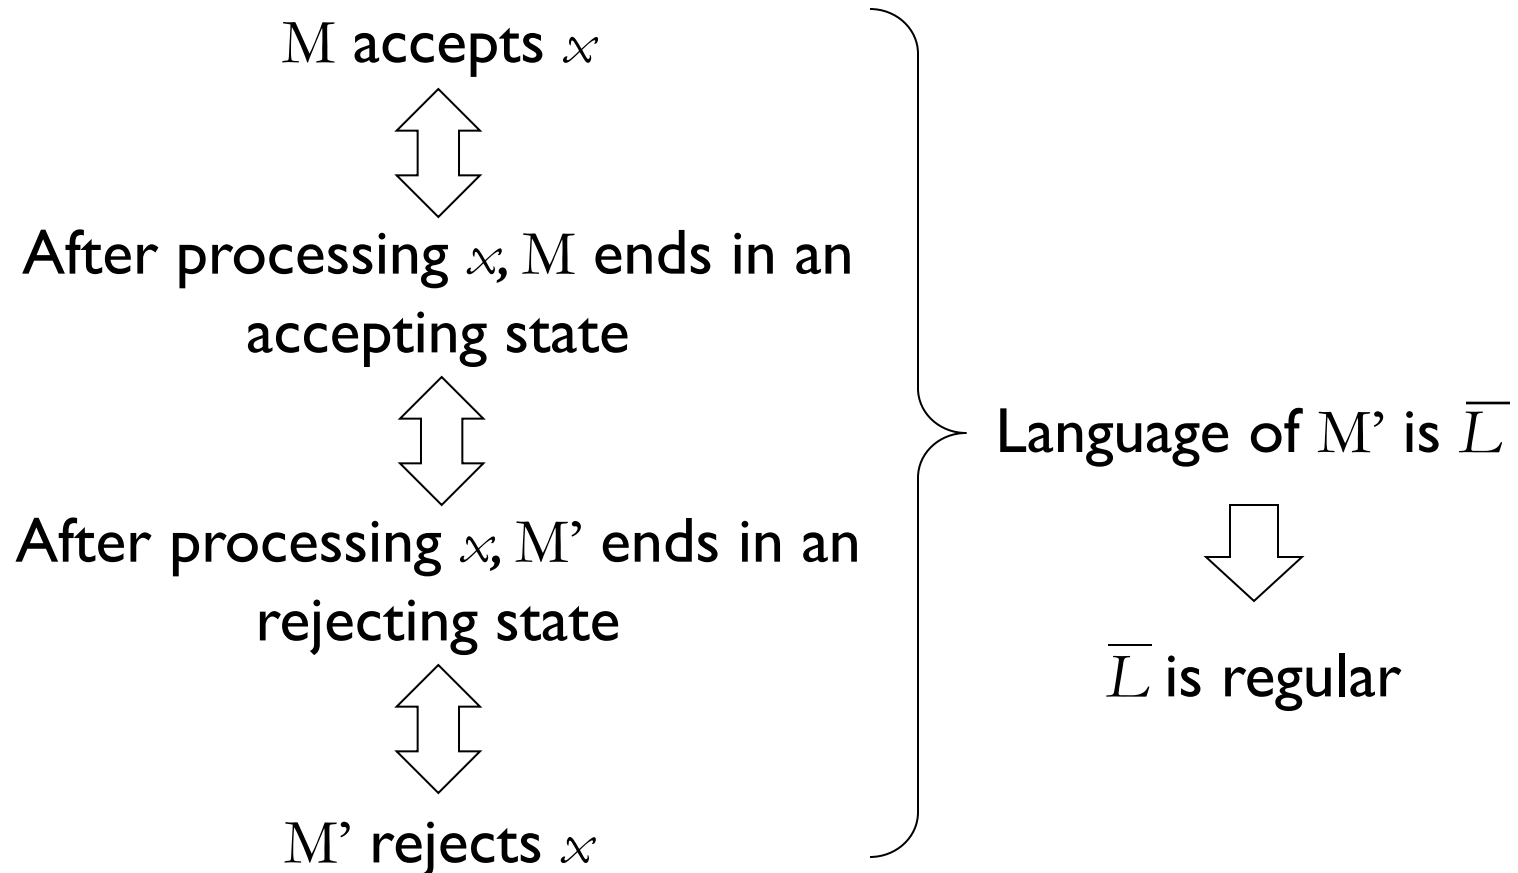 M accepts x
After processing x, M ends in an
accepting state
After processing x, M’ ends in an
rejecting state
M’ rejects x
Language of M’ is L̅
L̅ is regular